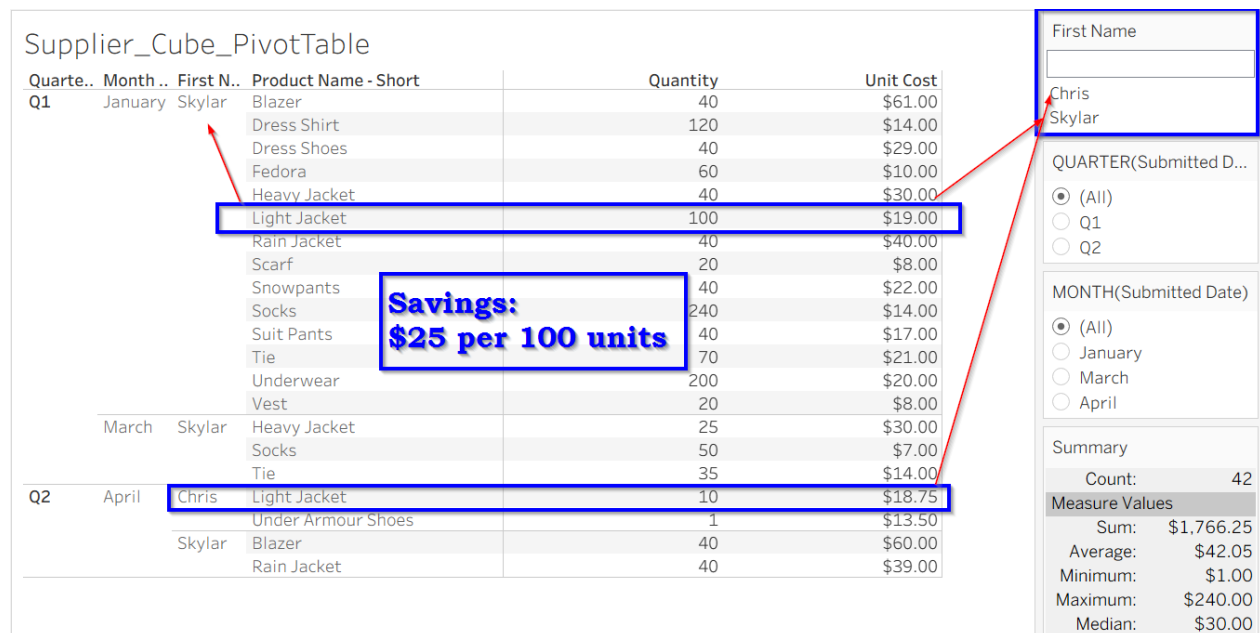 Supplier_Cube_PivotTable
Quarte.. Month .. First N.. Product Name - Short Quantity Unit Cost
Q1 January Skylar Blazer 40 $61.00
Dress Shirt 120 $14.00
Dress Shoes 40 $29.00
Fedora 60 $10.00
Heavy Jacket 40 $30.00
Light Jacket 100 $19.00
Rain Jacket 40 $40.00
Scarf 20 $8.00
Snowpants 40 $22.00
Socks 240 $14.00
Suit Pants 40 $17.00
Tie 70 $21.00
Underwear 200 $20.00
Vest 20 $8.00
Savings:
$25 per 100 units
March Skylar Heavy Jacket 25 $30.00
Socks 50 $7.00
Tie 35 $14.00
Q2 April Chris Light Jacket 10 $18.75
Under Armour Shoes 1 $13.50
Skylar Blazer 40 $60.00
Rain Jacket 40 $39.00
First Name
Chris
Skylar
QUARTER(Submitted D...
(All)
Q1
Q2
MONTH(Submitted Date)
(All)
January
March
April
Summary
Count: 42
Measure Values
Sum: $1,766.25
Average: $42.05
Minimum: $1.00
Maximum: $240.00
Median: $30.00